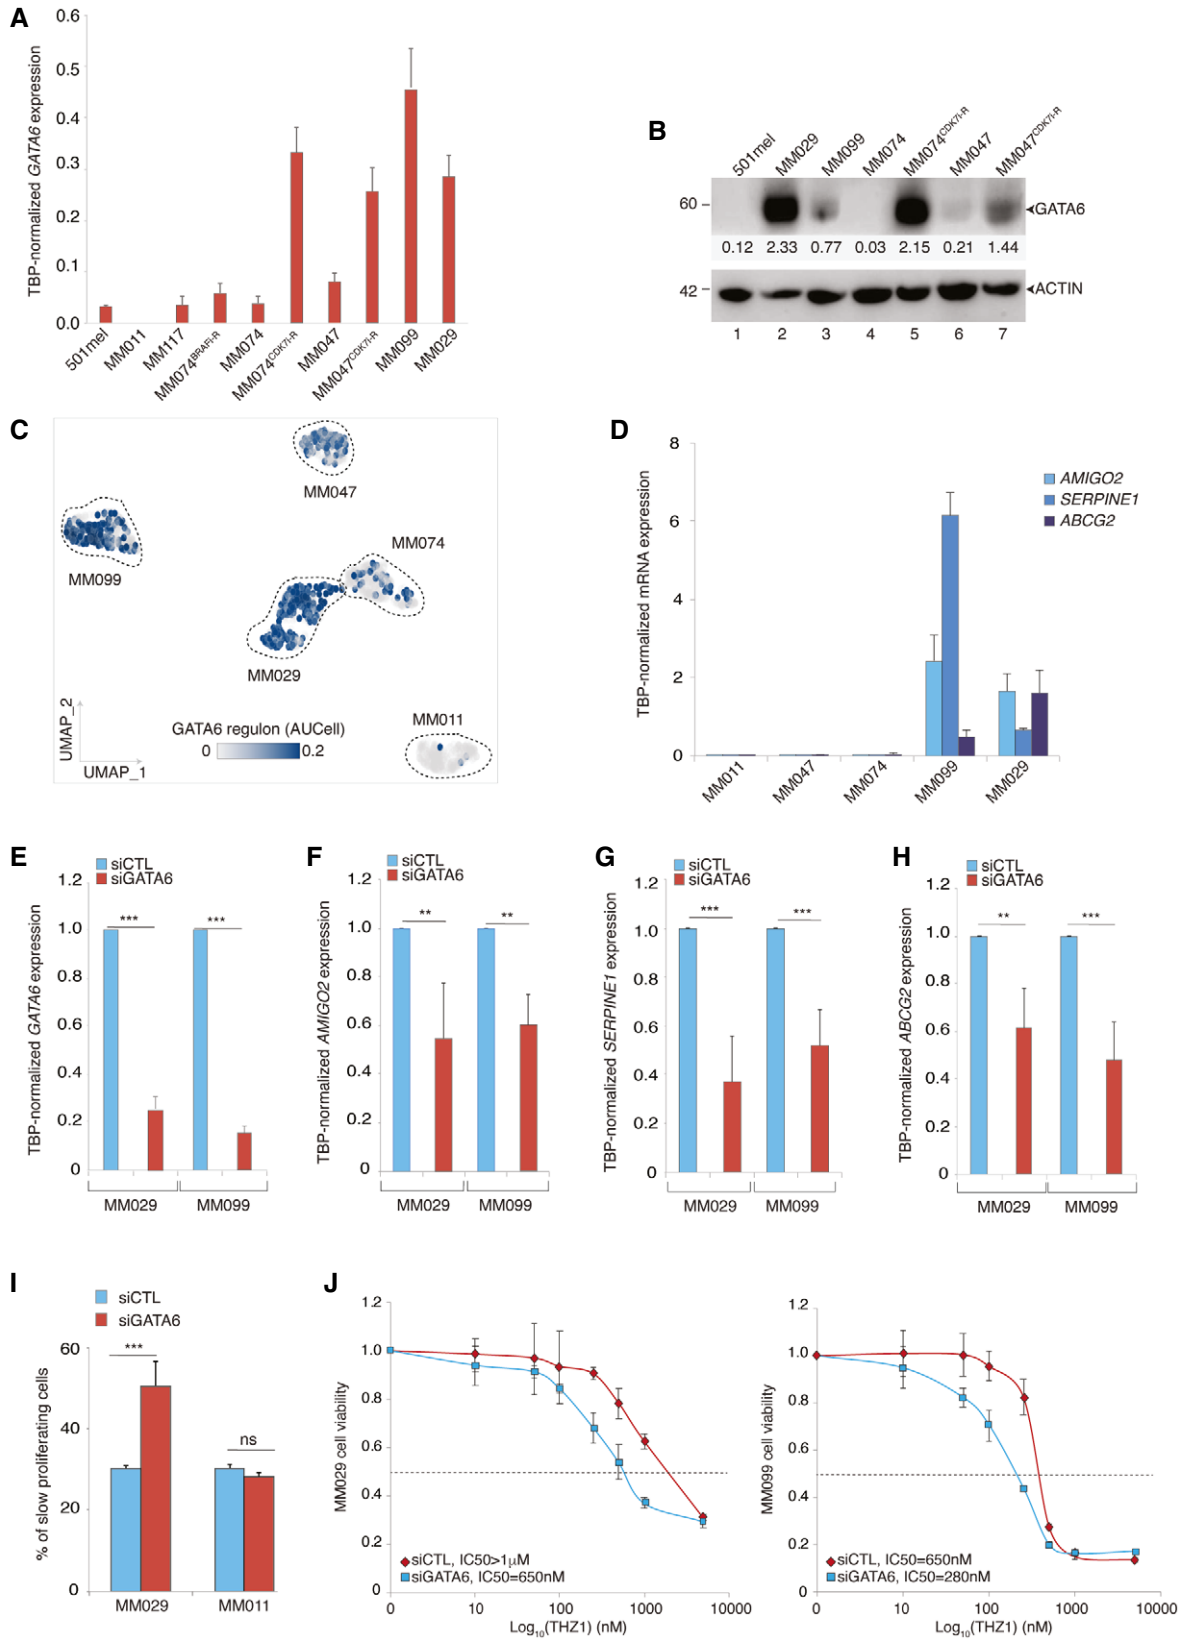 A
TBP-normalized GATA6 expression
0.6
0.5
0.4
0.3
0.2
0.1
0.0
501mel
MM011
MM117
MM074BRAFi-R
MM074
MM074CDK7i-R
MM047
MM047CDK7i-R
MM099
MM029
B
501mel
MM029
MM099
MM074
MM074CDK7i-R
MM047
MM047CDK7i-R
60
GATA6
0.12 2.33 0.77 0.03 2.15 0.21 1.44
42
ACTIN
1 2 3 4 5 6 7
C
MM047
MM099
MM074
MM029
MM011
GATA6 regulon (AUCell)
0 0.2
UMAP_2
UMAP_1
D
TBP-normalized mRNA expression
8
6
4
2
0
AMIGO2
SERPINE1
ABCG2
MM011
MM047
MM074
MM099
MM029
E
siCTL
siGATA6
TBP-normalized GATA6 expression
1.2
1.0
0.8
0.6
0.4
0.2
0
*** ***
MM029 MM099
F
siCTL
siGATA6
TBP-normalized AMIGO2 expression
1.2
1.0
0.8
0.6
0.4
0.2
0
** **
MM029 MM099
G
siCTL
siGATA6
TBP-normalized SERPINE1 expression
1.2
1.0
0.8
0.6
0.4
0.2
0
*** ***
MM029 MM099
H
siCTL
siGATA6
TBP-normalized ABCG2 expression
1.2
1.0
0.8
0.6
0.4
0.2
0
** ***
MM029 MM099
I
siCTL
siGATA6
% of slow proliferating cells
60
40
20
0
*** ns
MM029 MM011
J
MM029 cell viability
1.2
1.0
0.8
0.6
0.4
0.2
0
siCTL, IC50>1µM
siGATA6, IC50=650nM
0 10 100 1000 10000
Log10(THZ1) (nM)
MM099 cell viability
1.2
1.0
0.8
0.6
0.4
0.2
0
siCTL, IC50=650nM
siGATA6, IC50=280nM
0 10 100 1000 10000
Log10(THZ1) (nM)